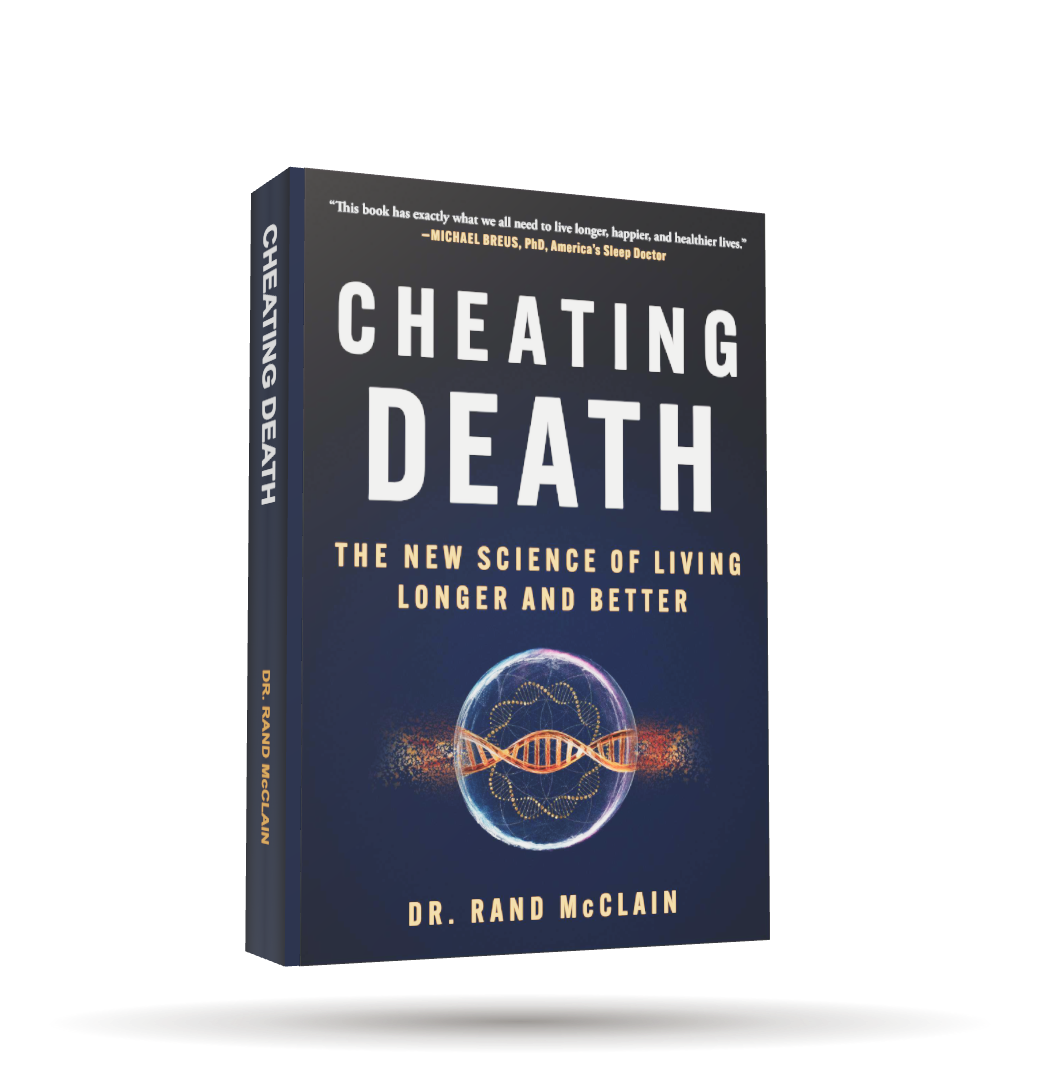 “This book has exactly what we all need to live longer, happier, and healthier lives.”
—MICHAEL BREUS, PhD, America’s Sleep Doctor
CHEATING
DEATH
THE NEW SCIENCE OF LIVING
LONGER AND BETTER
DR. RAND McCLAIN
CHEATING DEATH
DR. RAND McCLAIN